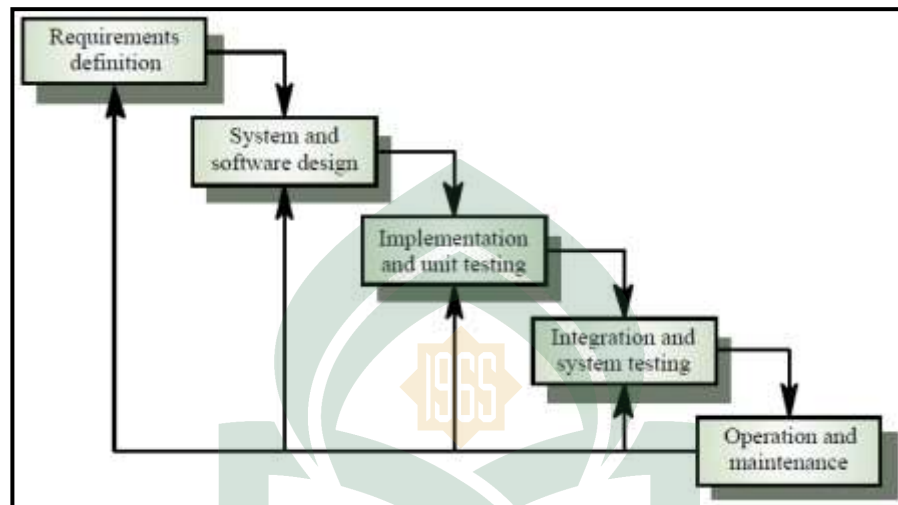 Requirements
definition
System and
software design
Implementation
and unit testing
1965
Integration and
system testing
Operation and
maintenance